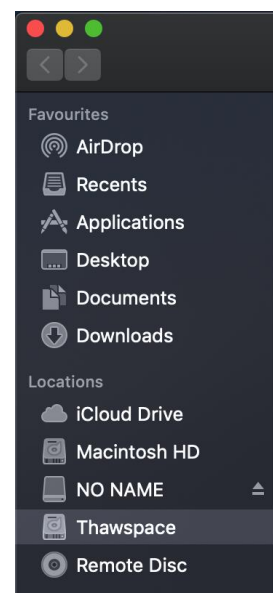 Favourites
AirDrop
Recents
Applications
Desktop
Documents
Downloads
Locations
iCloud Drive
Macintosh HD
NO NAME
Thawspace
Remote Disc